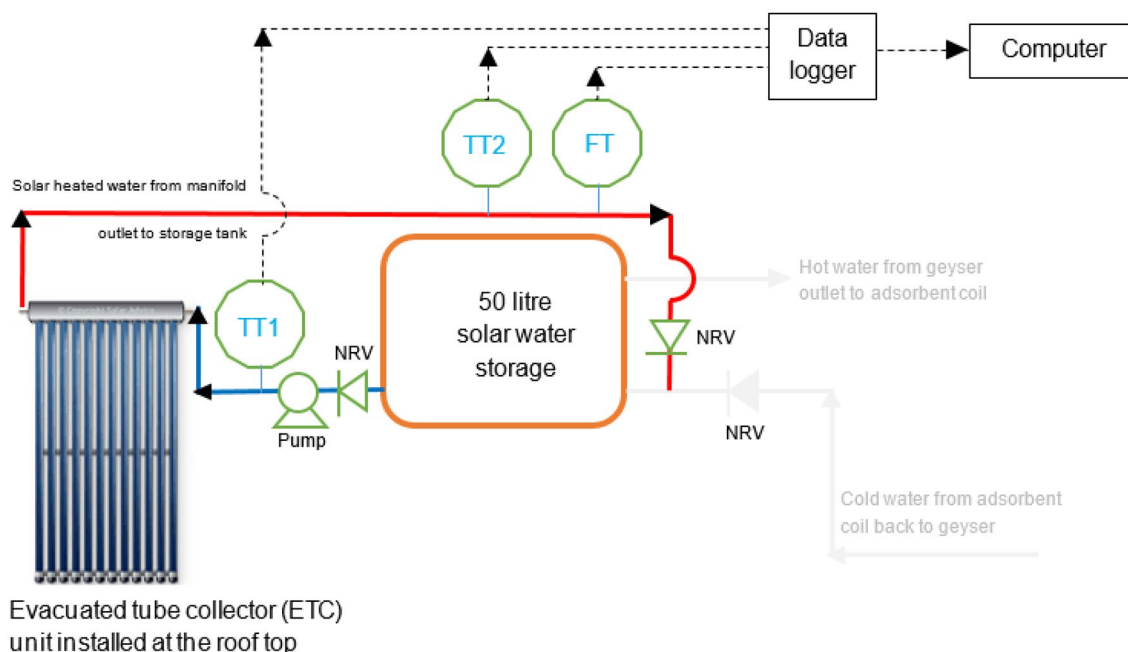 Data
logger
Computer
TT2
FT
Solar heated water from manifold
outlet to storage tank
Hot water from geyser
outlet to adsorbent coil
50 litre
solar water
storage
TT1
NRV
NRV
NRV
Pump
Cold water from adsorbent
coil back to geyser
Evacuated tube collector (ETC)
unit installed at the roof top